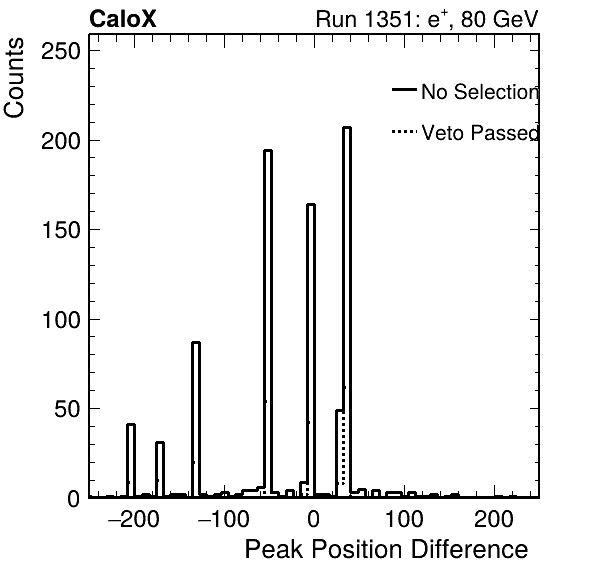 CaloX Run 1351: e⁺, 80 GeV
Counts
250
No Selection
200
Veto Passed
150
100
50
0
−200 −100 0 100 200
Peak Position Difference